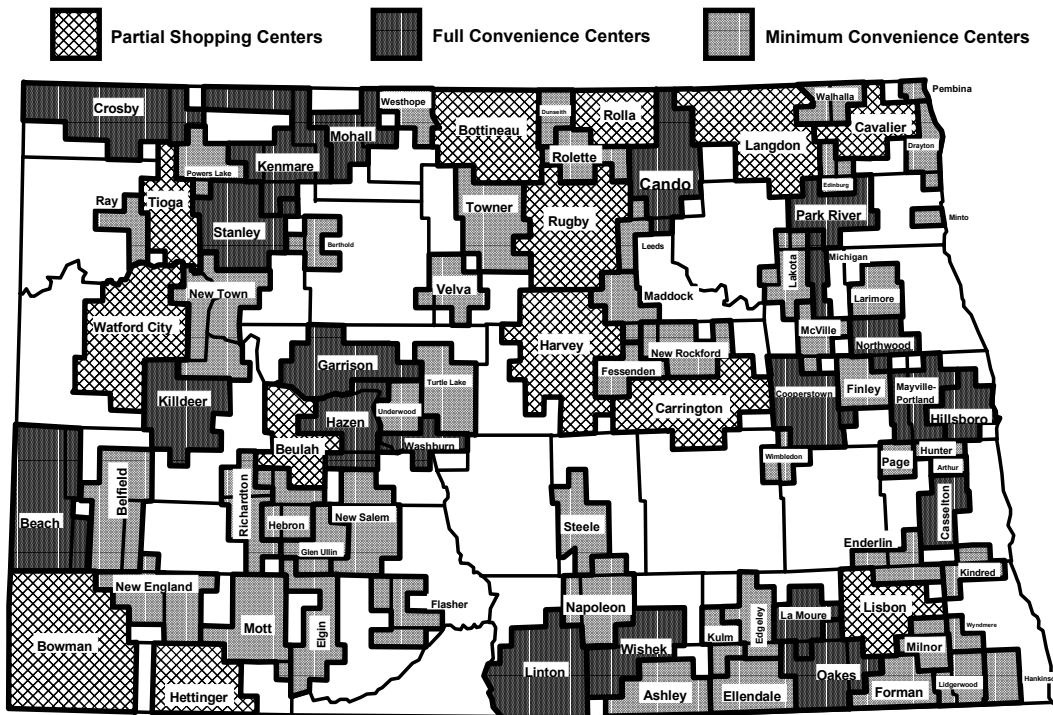 Partial Shopping Centers
Full Convenience Centers
Minimum Convenience Centers
Crosby
Westhope
Walhalla
Pembina
Mohall
Bottineau
Dunseith
Rolla
Cavalier
Langdon
Drayton
Kenmare
Powers Lake
Rolette
Cando
Edinburg
Ray
Tioga
Stanley
Towner
Rugby
Park River
Minto
Berthold
Leeds
Lakota
Michigan
New Town
Velva
Maddock
Larimore
Watford City
McVille
Northwood
Harvey
New Rockford
Garrison
Fessenden
Turtle Lake
Killdeer
Cooperstown
Finley
Mayville-
Portland
Hillsboro
Carrington
Hazen
Underwood
Beulah
Washburn
Wimbledon
Page
Hunter
Arthur
Belfield
Richardton
Beach
Hebron
New Salem
Steele
Casselton
Glen Ullin
Enderlin
Kindred
New England
Flasher
Napoleon
La Moure
Lisbon
Mott
Elgin
Kulm
Edgeley
Wyndmere
Bowman
Wishek
Milnor
Linton
Oakes
Hettinger
Ashley
Ellendale
Forman
Lidgerwood
Hankinson